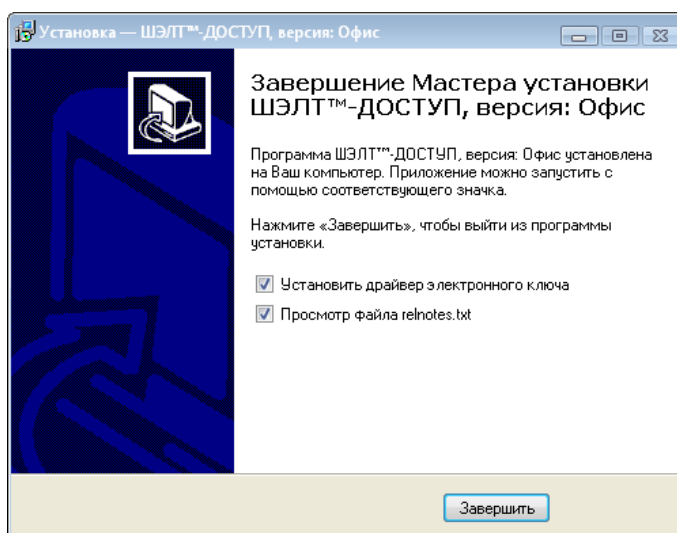 Установка — ШЭЛТ™-ДОСТУП, версия: Офис
Завершение Мастера установки
ШЭЛТ™-ДОСТУП, версия: Офис
Программа ШЭЛТ™-ДОСТУП, версия: Офис установлена
на Ваш компьютер. Приложение можно запустить с
помощью соответствующего значка.
Нажмите «Завершить», чтобы выйти из программы
установки.
Установить драйвер электронного ключа
Просмотр файла relnotes.txt
Завершить